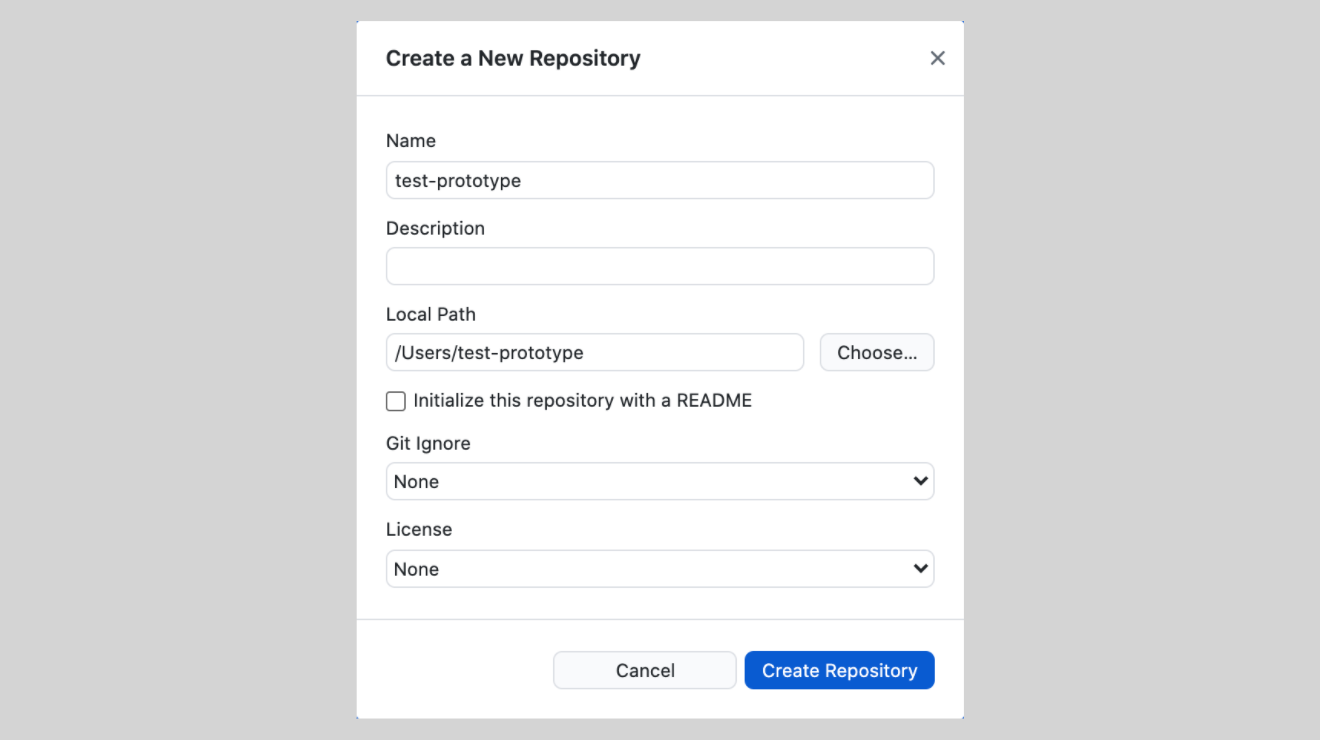 Create a New Repository
Name
test-prototype
Description
Local Path
/Users/test-prototype
Choose...
Initialize this repository with a README
Git Ignore
None
License
None
Cancel
Create Repository